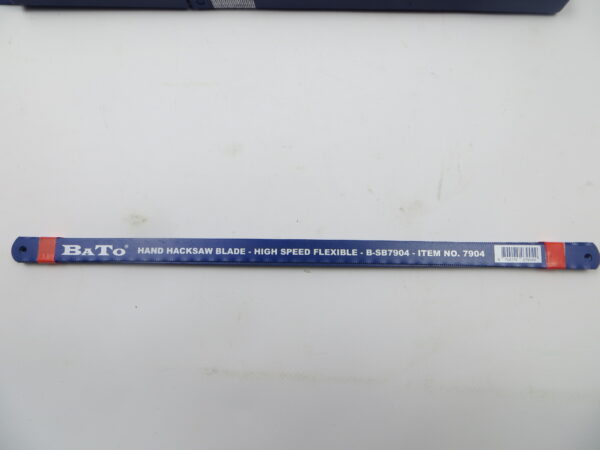 BATO® HAND HACKSAW BLADE - HIGH SPEED FLEXIBLE - B-SB7904 - ITEM NO. 7904